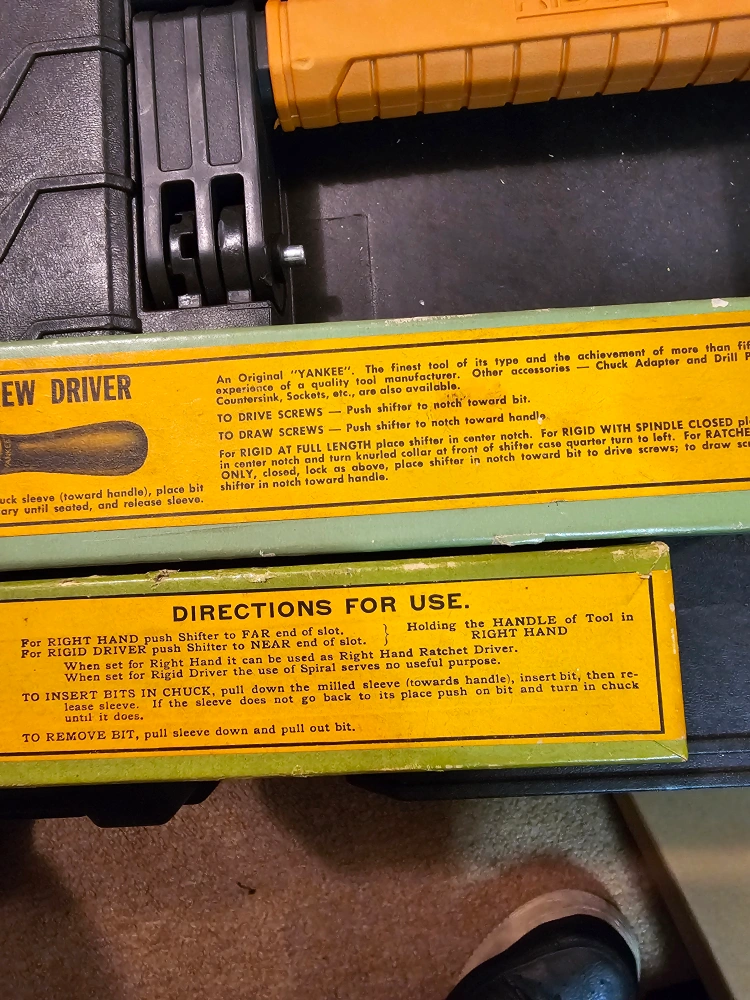 EW DRIVER
uck sleeve (toward handle), place bit
ary until seated, and release sleeve.
An Original "YANKEE". The finest tool of its type and the achievement of more than fif
experience of a quality tool manufacturer. Other accessories — Chuck Adapter and Drill P
Countersink, Sockets, etc., are also available.
TO DRIVE SCREWS — Push shifter to notch toward bit.
TO DRAW SCREWS — Push shifter to notch toward handle.
For RIGID AT FULL LENGTH place shifter in center notch. For RIGID WITH SPINDLE CLOSED pl
in center notch and turn knurled collar at front of shifter case quarter turn to left. For RATCHE
ONLY, closed, lock as above, place shifter in notch toward bit to drive screws; to draw scr
shifter in notch toward handle.
DIRECTIONS FOR USE.
For RIGHT HAND push Shifter to FAR end of slot.
For RIGID DRIVER push Shifter to NEAR end of slot.
Holding the HANDLE of Tool in
RIGHT HAND
When set for Right Hand it can be used as Right Hand Ratchet Driver.
When set for Rigid Driver the use of Spiral serves no useful purpose.
TO INSERT BITS IN CHUCK, pull down the milled sleeve (towards handle), insert bit, then re-
lease sleeve. If the sleeve does not go back to its place push on bit and turn in chuck
until it does.
TO REMOVE BIT, pull sleeve down and pull out bit.